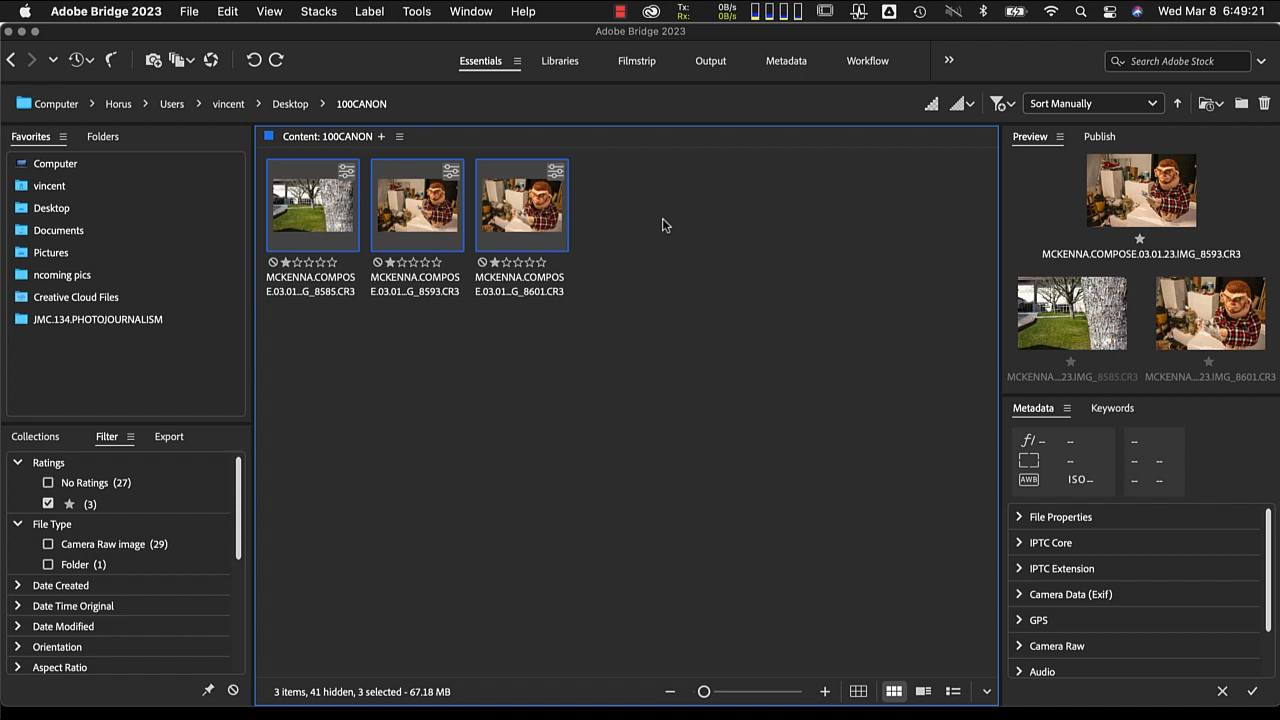 Adobe Bridge 2023 File Edit View Stacks Label Tools Window Help Tx: 0B/s Rx: 0B/s Wed Mar 8 6:49:21
Adobe Bridge 2023
Essentials Libraries Filmstrip Output Metadata Workflow Search Adobe Stock
Computer Horus Users vincent Desktop 100CANON Sort Manually
Favorites Folders
Computer
vincent
Desktop
Documents
Pictures
ncoming pics
Creative Cloud Files
JMC.134.PHOTOJOURNALISM
Collections Filter Export
Ratings
No Ratings (27)
(3)
File Type
Camera Raw image (29)
Folder (1)
Date Created
Date Time Original
Date Modified
Orientation
Aspect Ratio
Content: 100CANON
MCKENNA.COMPOS
E.03.01...G_8585.CR3
MCKENNA.COMPOS
E.03.01...G_8593.CR3
MCKENNA.COMPOS
E.03.01...G_8601.CR3
3 items, 41 hidden, 3 selected - 67.18 MB
Preview Publish
MCKENNA.COMPOSE.03.01.23.IMG_8593.CR3
MCKENNA...23.IMG_8585.CR3 MCKENNA...23.IMG_8601.CR3
Metadata Keywords
f/ -- -- --
-- -- --
AWB ISO-- -- --
File Properties
IPTC Core
IPTC Extension
Camera Data (Exif)
GPS
Camera Raw
Audio